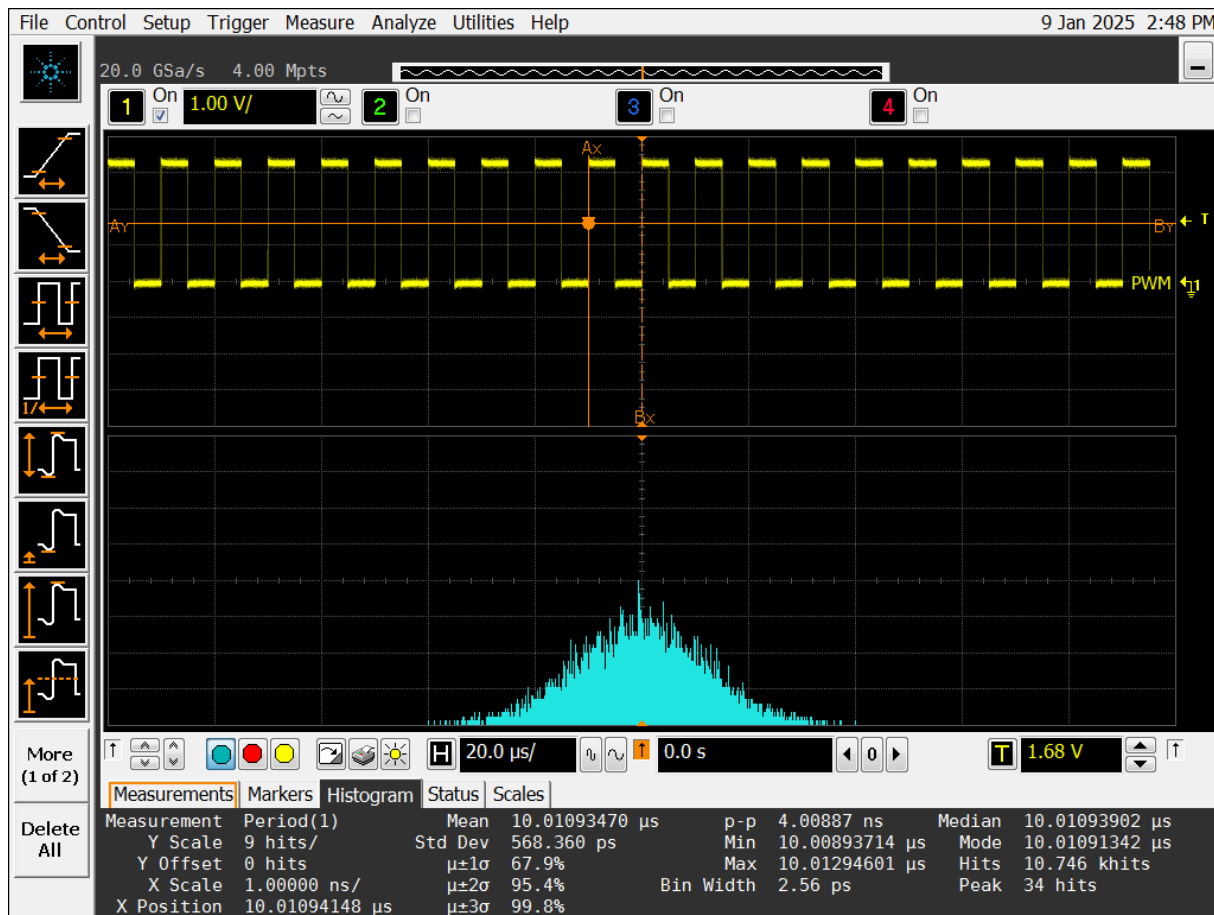 File Control Setup Trigger Measure Analyze Utilities Help 9 Jan 2025 2:48 PM
20.0 GSa/s 4.00 Mpts
1 On 1.00 V/ 2 On 3 On 4 On
Ax
Ay By T
PWM 1
Bx
1/
More
(1 of 2)
Delete
All
H 20.0 µs/ 0.0 s 0 T 1.68 V
Measurements Markers Histogram Status Scales
Measurement Period(1) Mean 10.01093470 µs p-p 4.00887 ns Median 10.01093902 µs
Y Scale 9 hits/ Std Dev 568.360 ps Min 10.00893714 µs Mode 10.01091342 µs
Y Offset 0 hits µ±1σ 67.9% Max 10.01294601 µs Hits 10.746 khits
X Scale 1.00000 ns/ µ±2σ 95.4% Bin Width 2.56 ps Peak 34 hits
X Position 10.01094148 µs µ±3σ 99.8%